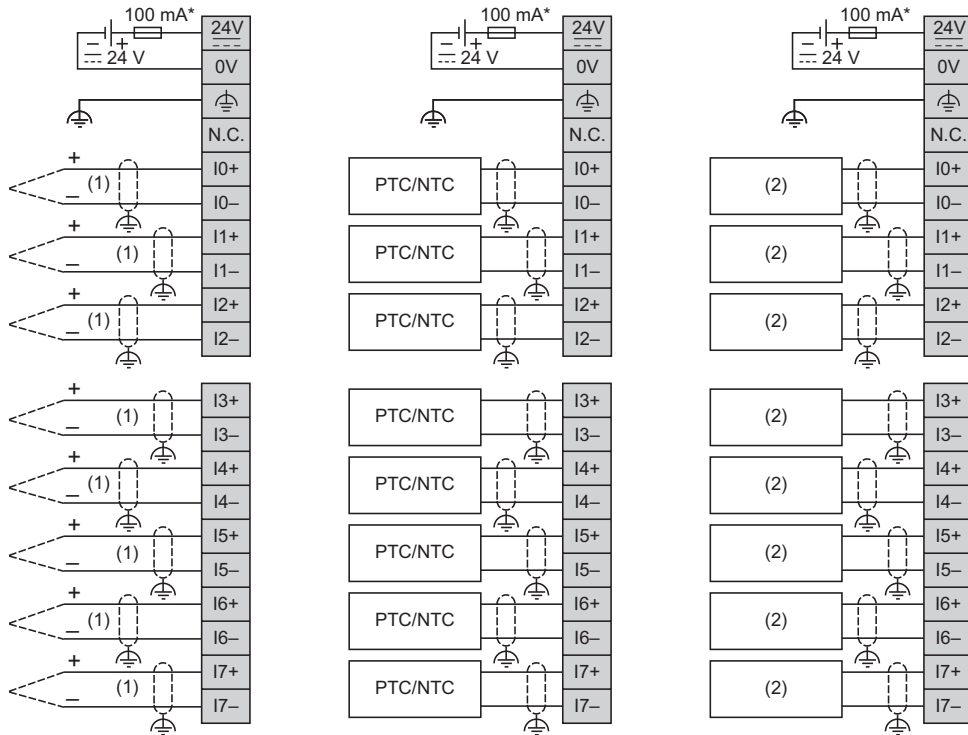 100 mA*
24V
− +
24 V
0V
N.C.
+
(1)
−
I0+
I0–
+
(1)
−
I1+
I1–
+
(1)
−
I2+
I2–
+
(1)
−
I3+
I3–
+
(1)
−
I4+
I4–
+
(1)
−
I5+
I5–
+
(1)
−
I6+
I6–
+
(1)
−
I7+
I7–
100 mA*
24V
− +
24 V
0V
N.C.
PTC/NTC
I0+
I0–
PTC/NTC
I1+
I1–
PTC/NTC
I2+
I2–
PTC/NTC
I3+
I3–
PTC/NTC
I4+
I4–
PTC/NTC
I5+
I5–
PTC/NTC
I6+
I6–
PTC/NTC
I7+
I7–
100 mA*
24V
− +
24 V
0V
N.C.
(2)
I0+
I0–
(2)
I1+
I1–
(2)
I2+
I2–
(2)
I3+
I3–
(2)
I4+
I4–
(2)
I5+
I5–
(2)
I6+
I6–
(2)
I7+
I7–